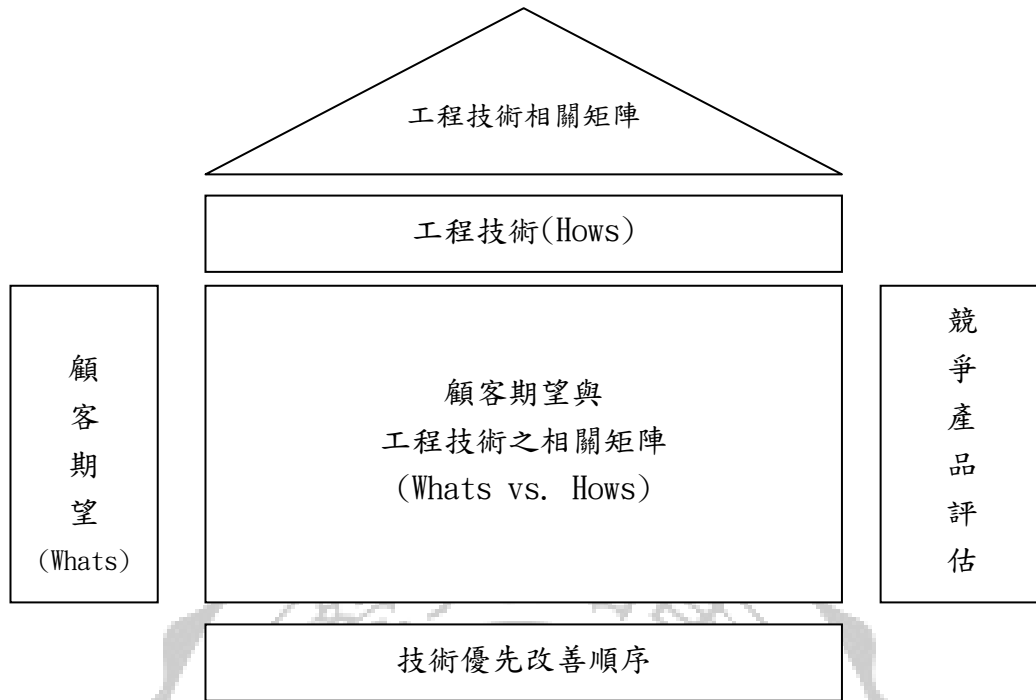 工程技術相關矩陣
工程技術(Hows)
顧客期望
(Whats)
顧客期望與
工程技術之相關矩陣
(Whats vs. Hows)
競爭產品評估
技術優先改善順序